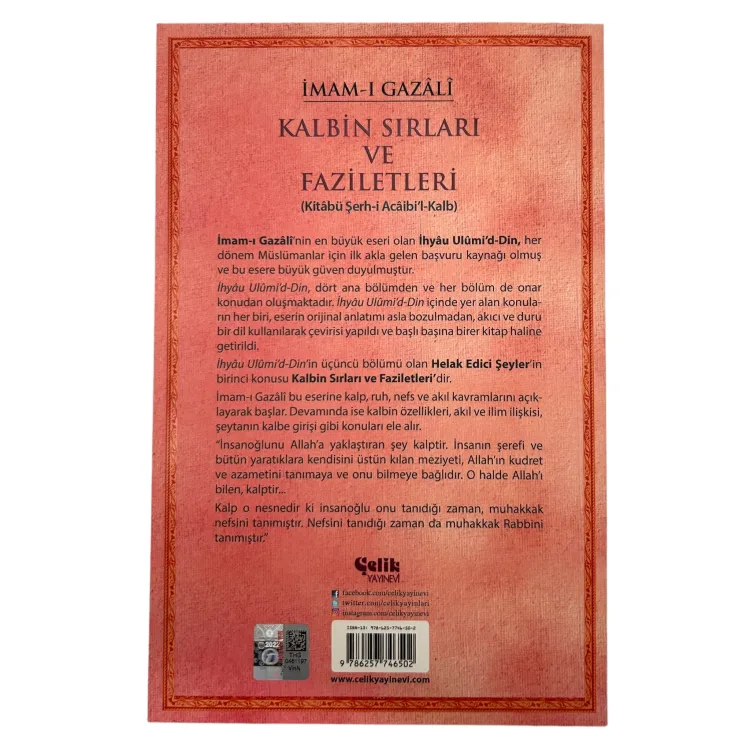 İMAM-I GAZÂLÎ
KALBİN SIRLARI
VE
FAZİLETLERİ
(Kitâbü Şerh-i Acâibi'l-Kalb)
İmam-ı Gazâlî'nin en büyük eseri olan İhyâu Ulûmi'd-Din, her
dönem Müslümanlar için ilk akla gelen başvuru kaynağı olmuş
ve bu esere büyük güven duyulmuştur.
İhyâu Ulûmi'd-Din, dört ana bölümden ve her bölüm de onar
konudan oluşmaktadır. İhyâu Ulûmi'd-Din içinde yer alan konula-
rın her biri, eserin orijinal anlatımı asla bozulmadan, akıcı ve duru
bir dil kullanılarak çevirisi yapıldı ve başlı başına birer kitap haline
getirildi.
İhyâu Ulûmi'd-Din'in üçüncü bölümü olan Helak Edici Şeyler'in
birinci konusu Kalbin Sırları ve Faziletleri'dir.
İmam-ı Gazâlî bu eserine kalp, ruh, nefs ve akıl kavramlarını açık-
layarak başlar. Devamında ise kalbin özellikleri, akıl ve ilim ilişkisi,
şeytanın kalbe girişi gibi konuları ele alır.
"İnsanoğlunu Allah'a yaklaştıran şey kalptir. İnsanın şerefi ve
bütün yaratıklara kendisini üstün kılan meziyeti, Allah'ın kudret
ve azametini tanımaya ve onu bilmeye bağlıdır. O halde Allah'ı
bilen, kalptir...
Kalp o nesnedir ki insanoğlu onu tanıdığı zaman, muhakkak
nefsini tanımıştır. Nefsini tanıdığı zaman da muhakkak Rabbini
tanımıştır."
Çelik
YAYINEVİ
facebook.com/celikyayinevi
twitter.com/celikyayinlari
instagram.com/celikyayinevi
ISBN-13: 978-625-7746-50-2
9 786257 746502
www.celikyayinevi.com
2022